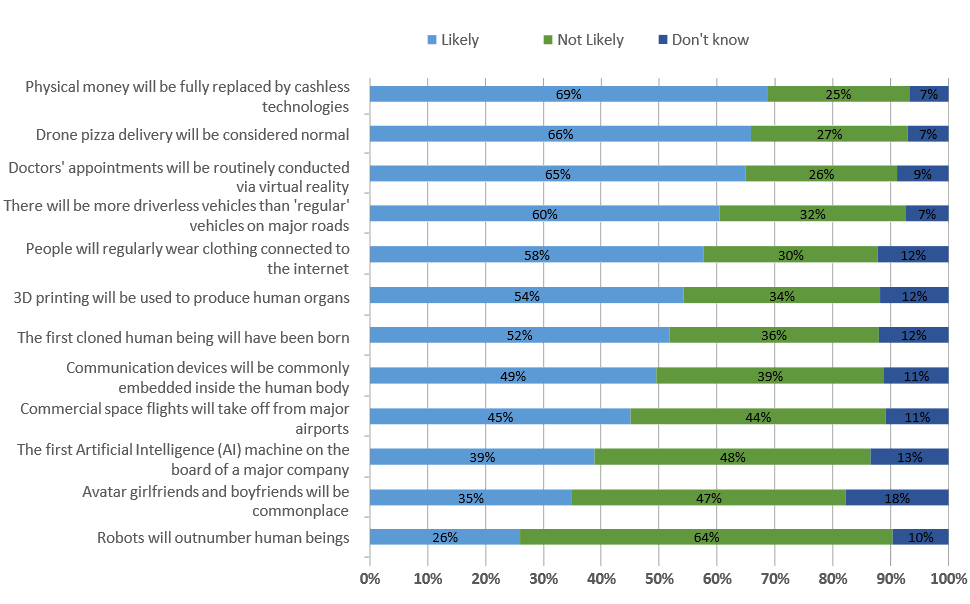 Likely Not Likely Don't know
Physical money will be fully replaced by cashless
technologies
69% 25% 7%
Drone pizza delivery will be considered normal
66% 27% 7%
Doctors' appointments will be routinely conducted
via virtual reality
65% 26% 9%
There will be more driverless vehicles than 'regular'
vehicles on major roads
60% 32% 7%
People will regularly wear clothing connected to
the internet
58% 30% 12%
3D printing will be used to produce human organs
54% 34% 12%
The first cloned human being will have been born
52% 36% 12%
Communication devices will be commonly
embedded inside the human body
49% 39% 11%
Commercial space flights will take off from major
airports
45% 44% 11%
The first Artificial Intelligence (AI) machine on the
board of a major company
39% 48% 13%
Avatar girlfriends and boyfriends will be
commonplace
35% 47% 18%
Robots will outnumber human beings
26% 64% 10%
0% 10% 20% 30% 40% 50% 60% 70% 80% 90% 100%